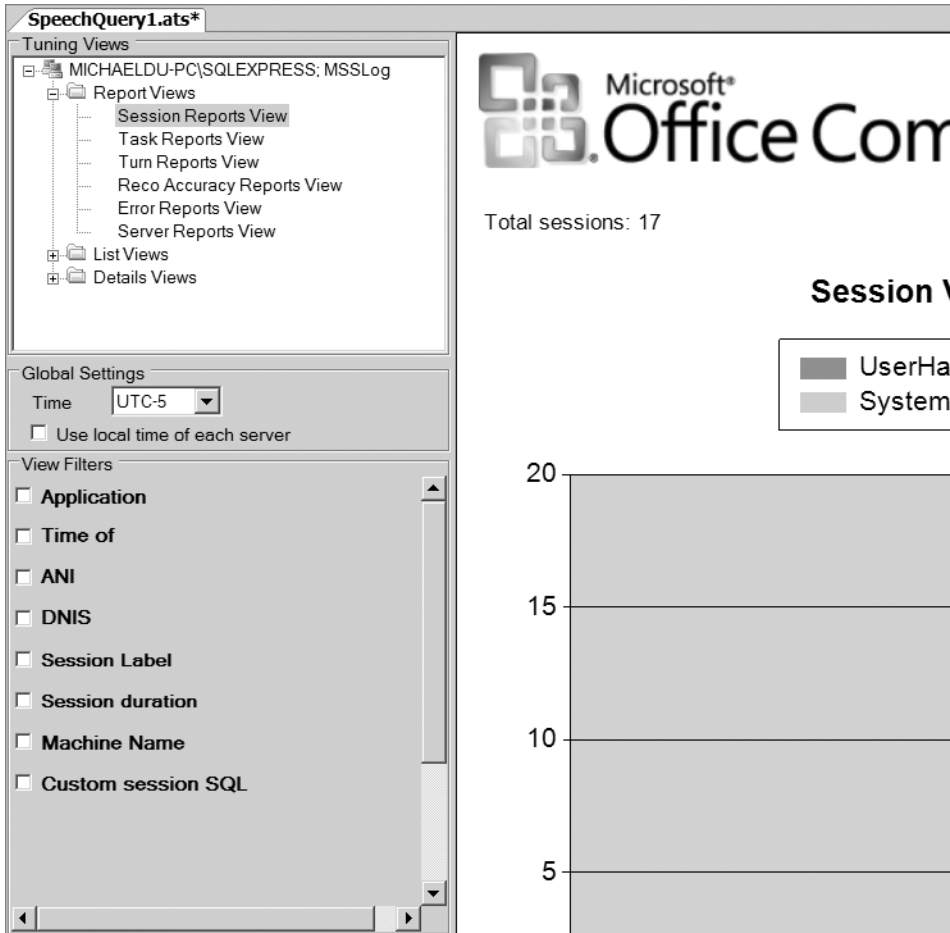 SpeechQuery1.ats*
Tuning Views
MICHAELDU-PC\SQLEXPRESS; MSSLog
Report Views
Session Reports View
Task Reports View
Turn Reports View
Reco Accuracy Reports View
Error Reports View
Server Reports View
List Views
Details Views
Global Settings
Time UTC-5
Use local time of each server
View Filters
Application
Time of
ANI
DNIS
Session Label
Session duration
Machine Name
Custom session SQL
Microsoft®
Office Com
Total sessions: 17
Session V
UserHa
System
20
15
10
5